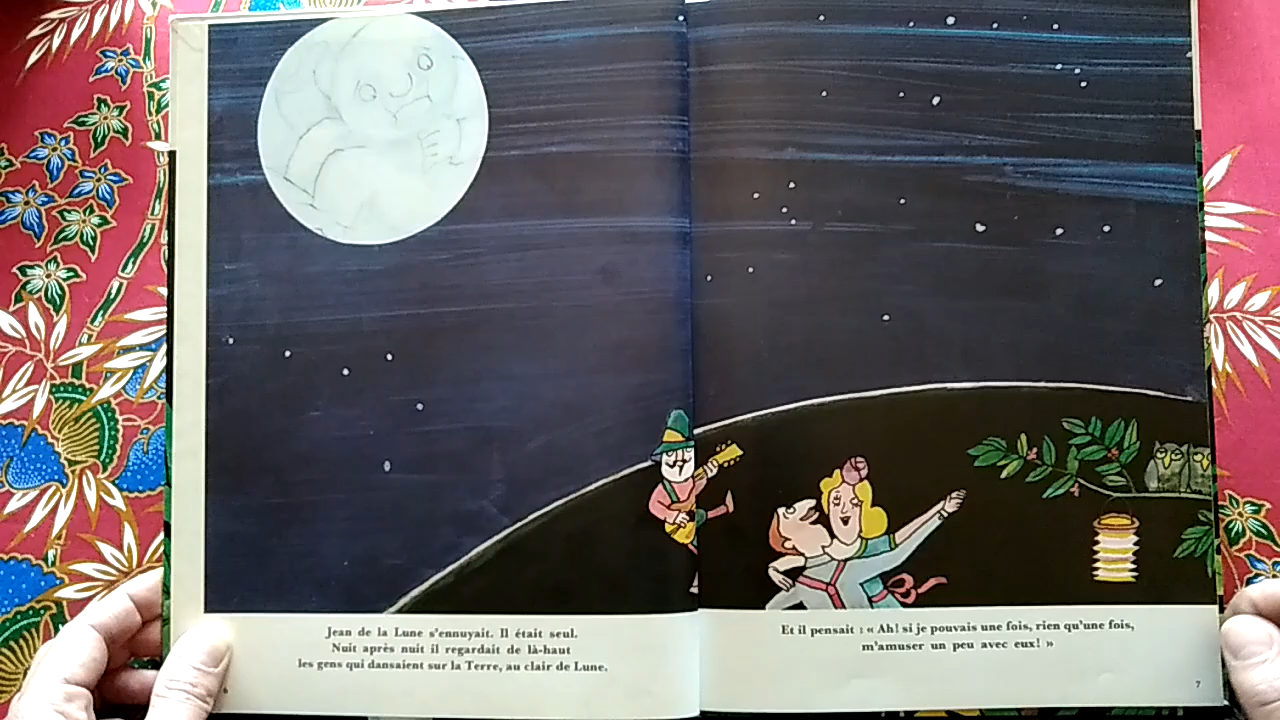 Jean de la Lune s'ennuyait. Il était seul.
Nuit après nuit il regardait de là-haut
les gens qui dansaient sur la Terre, au clair de Lune.
6
Et il pensait : « Ah! si je pouvais une fois, rien qu'une fois,
m'amuser un peu avec eux! »
7